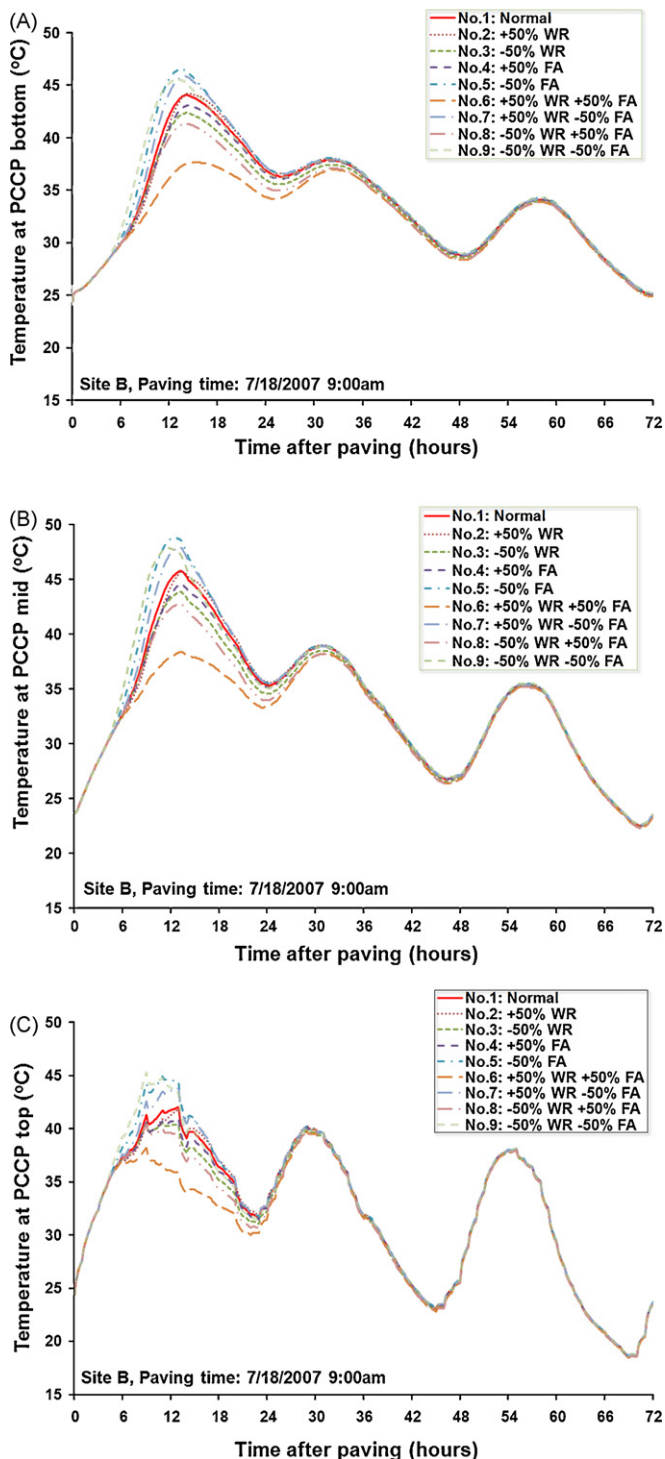 (A)
Temperature at PCCP bottom (ºC)
50
45
40
35
30
25
20
15
No.1: Normal
No.2: +50% WR
No.3: -50% WR
No.4: +50% FA
No.5: -50% FA
No.6: +50% WR +50% FA
No.7: +50% WR -50% FA
No.8: -50% WR +50% FA
No.9: -50% WR -50% FA
Site B, Paving time: 7/18/2007 9:00am
0 6 12 18 24 30 36 42 48 54 60 66 72
Time after paving (hours)
(B)
Temperature at PCCP mid (ºC)
50
45
40
35
30
25
20
15
No.1: Normal
No.2: +50% WR
No.3: -50% WR
No.4: +50% FA
No.5: -50% FA
No.6: +50% WR +50% FA
No.7: +50% WR -50% FA
No.8: -50% WR +50% FA
No.9: -50% WR -50% FA
Site B, Paving time: 7/18/2007 9:00am
0 6 12 18 24 30 36 42 48 54 60 66 72
Time after paving (hours)
(C)
Temperature at PCCP top (ºC)
50
45
40
35
30
25
20
15
No.1: Normal
No.2: +50% WR
No.3: -50% WR
No.4: +50% FA
No.5: -50% FA
No.6: +50% WR +50% FA
No.7: +50% WR -50% FA
No.8: -50% WR +50% FA
No.9: -50% WR -50% FA
Site B, Paving time: 7/18/2007 9:00am
0 6 12 18 24 30 36 42 48 54 60 66 72
Time after paving (hours)